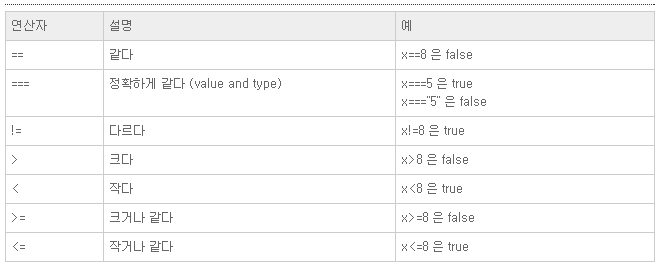 연산자 설명 예
== 같다 x==8 은 false
=== 정확하게 같다 (value and type) x===5 은 true
x==="5" 은 false
!= 다르다 x!=8 은 true
> 크다 x>8 은 false
< 작다 x<8 은 true
>= 크거나 같다 x>=8 은 false
<= 작거나 같다 x<=8 은 true